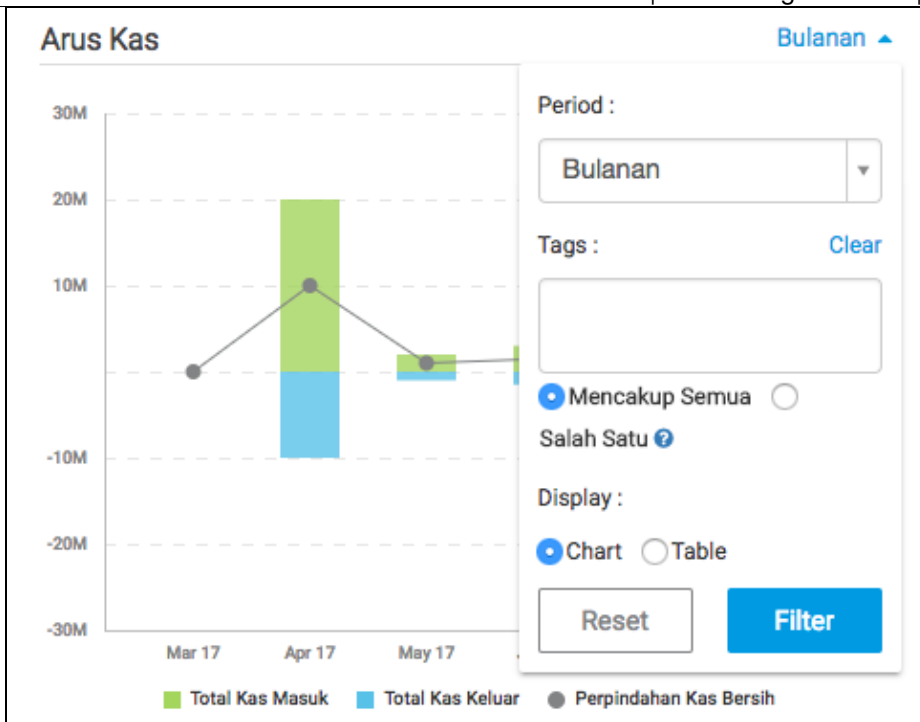 Arus Kas
Bulanan
Period :
Bulanan
Tags :
Clear
Mencakup Semua
Salah Satu
Display :
Chart
Table
Reset
Filter
30M
20M
10M
-10M
-20M
-30M
Mar 17
Apr 17
May 17
Total Kas Masuk
Total Kas Keluar
Perpindahan Kas Bersih